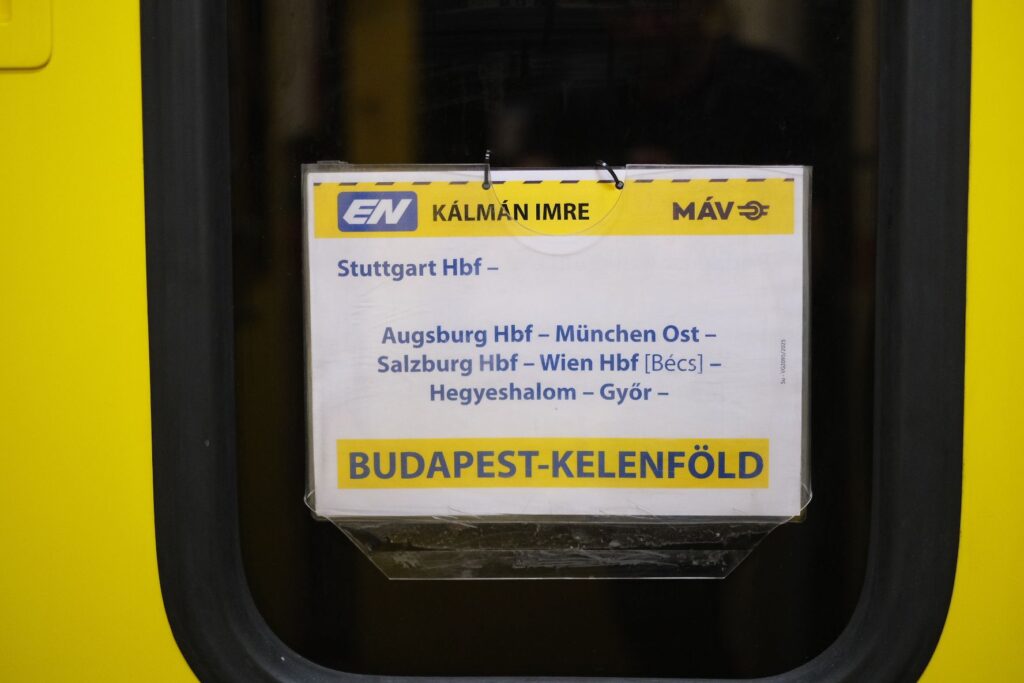 EN KÁLMÁN IMRE MÁV
Stuttgart Hbf –
Augsburg Hbf – München Ost –
Salzburg Hbf – Wien Hbf [Bécs] –
Hegyeshalom – Győr –
BUDAPEST-KELENFÖLD